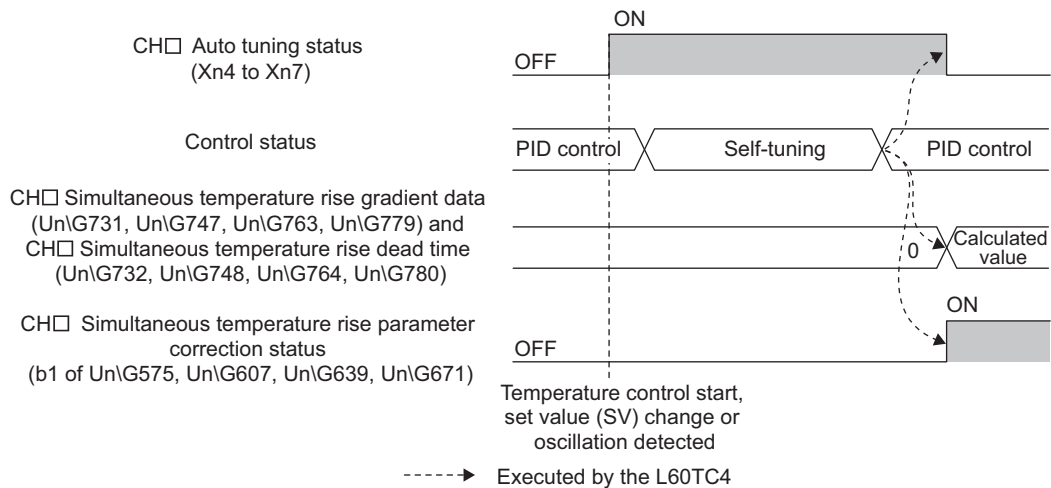 ON
CH□ Auto tuning status
(Xn4 to Xn7)
OFF
Control status
PID control
Self-tuning
PID control
CH□ Simultaneous temperature rise gradient data
(Un\G731, Un\G747, Un\G763, Un\G779) and
CH□ Simultaneous temperature rise dead time
(Un\G732, Un\G748, Un\G764, Un\G780)
0
Calculated
value
CH□ Simultaneous temperature rise parameter
correction status
(b1 of Un\G575, Un\G607, Un\G639, Un\G671)
ON
OFF
Temperature control start,
set value (SV) change or
oscillation detected
Executed by the L60TC4